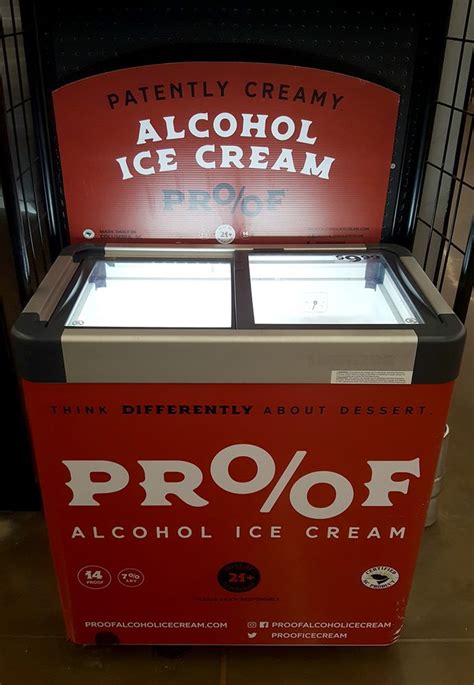 PATENTLY CREAMY
ALCOHOL
ICE CREAM
PRO/OF
21+
THINK DIFFERENTLY ABOUT DESSERT.
PRO/OF
ALCOHOL ICE CREAM
14
PROOF
7%
21+
CERTIFIED
PROOFALCOHOLICECREAM.COM
PROOFALCOHOLICECREAM
PROOFICECREAM